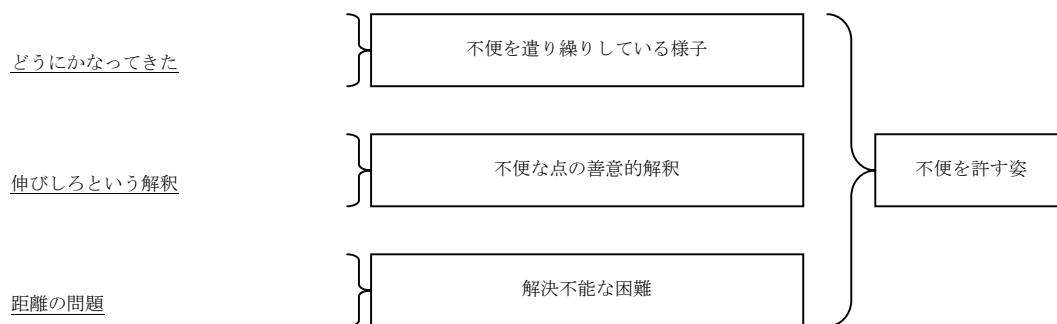 どうにかなってきた
不便を遣り繰りしている様子
伸びしろという解釈
不便な点の善意的解釈
不便を許す姿
距離の問題
解決不能な困難